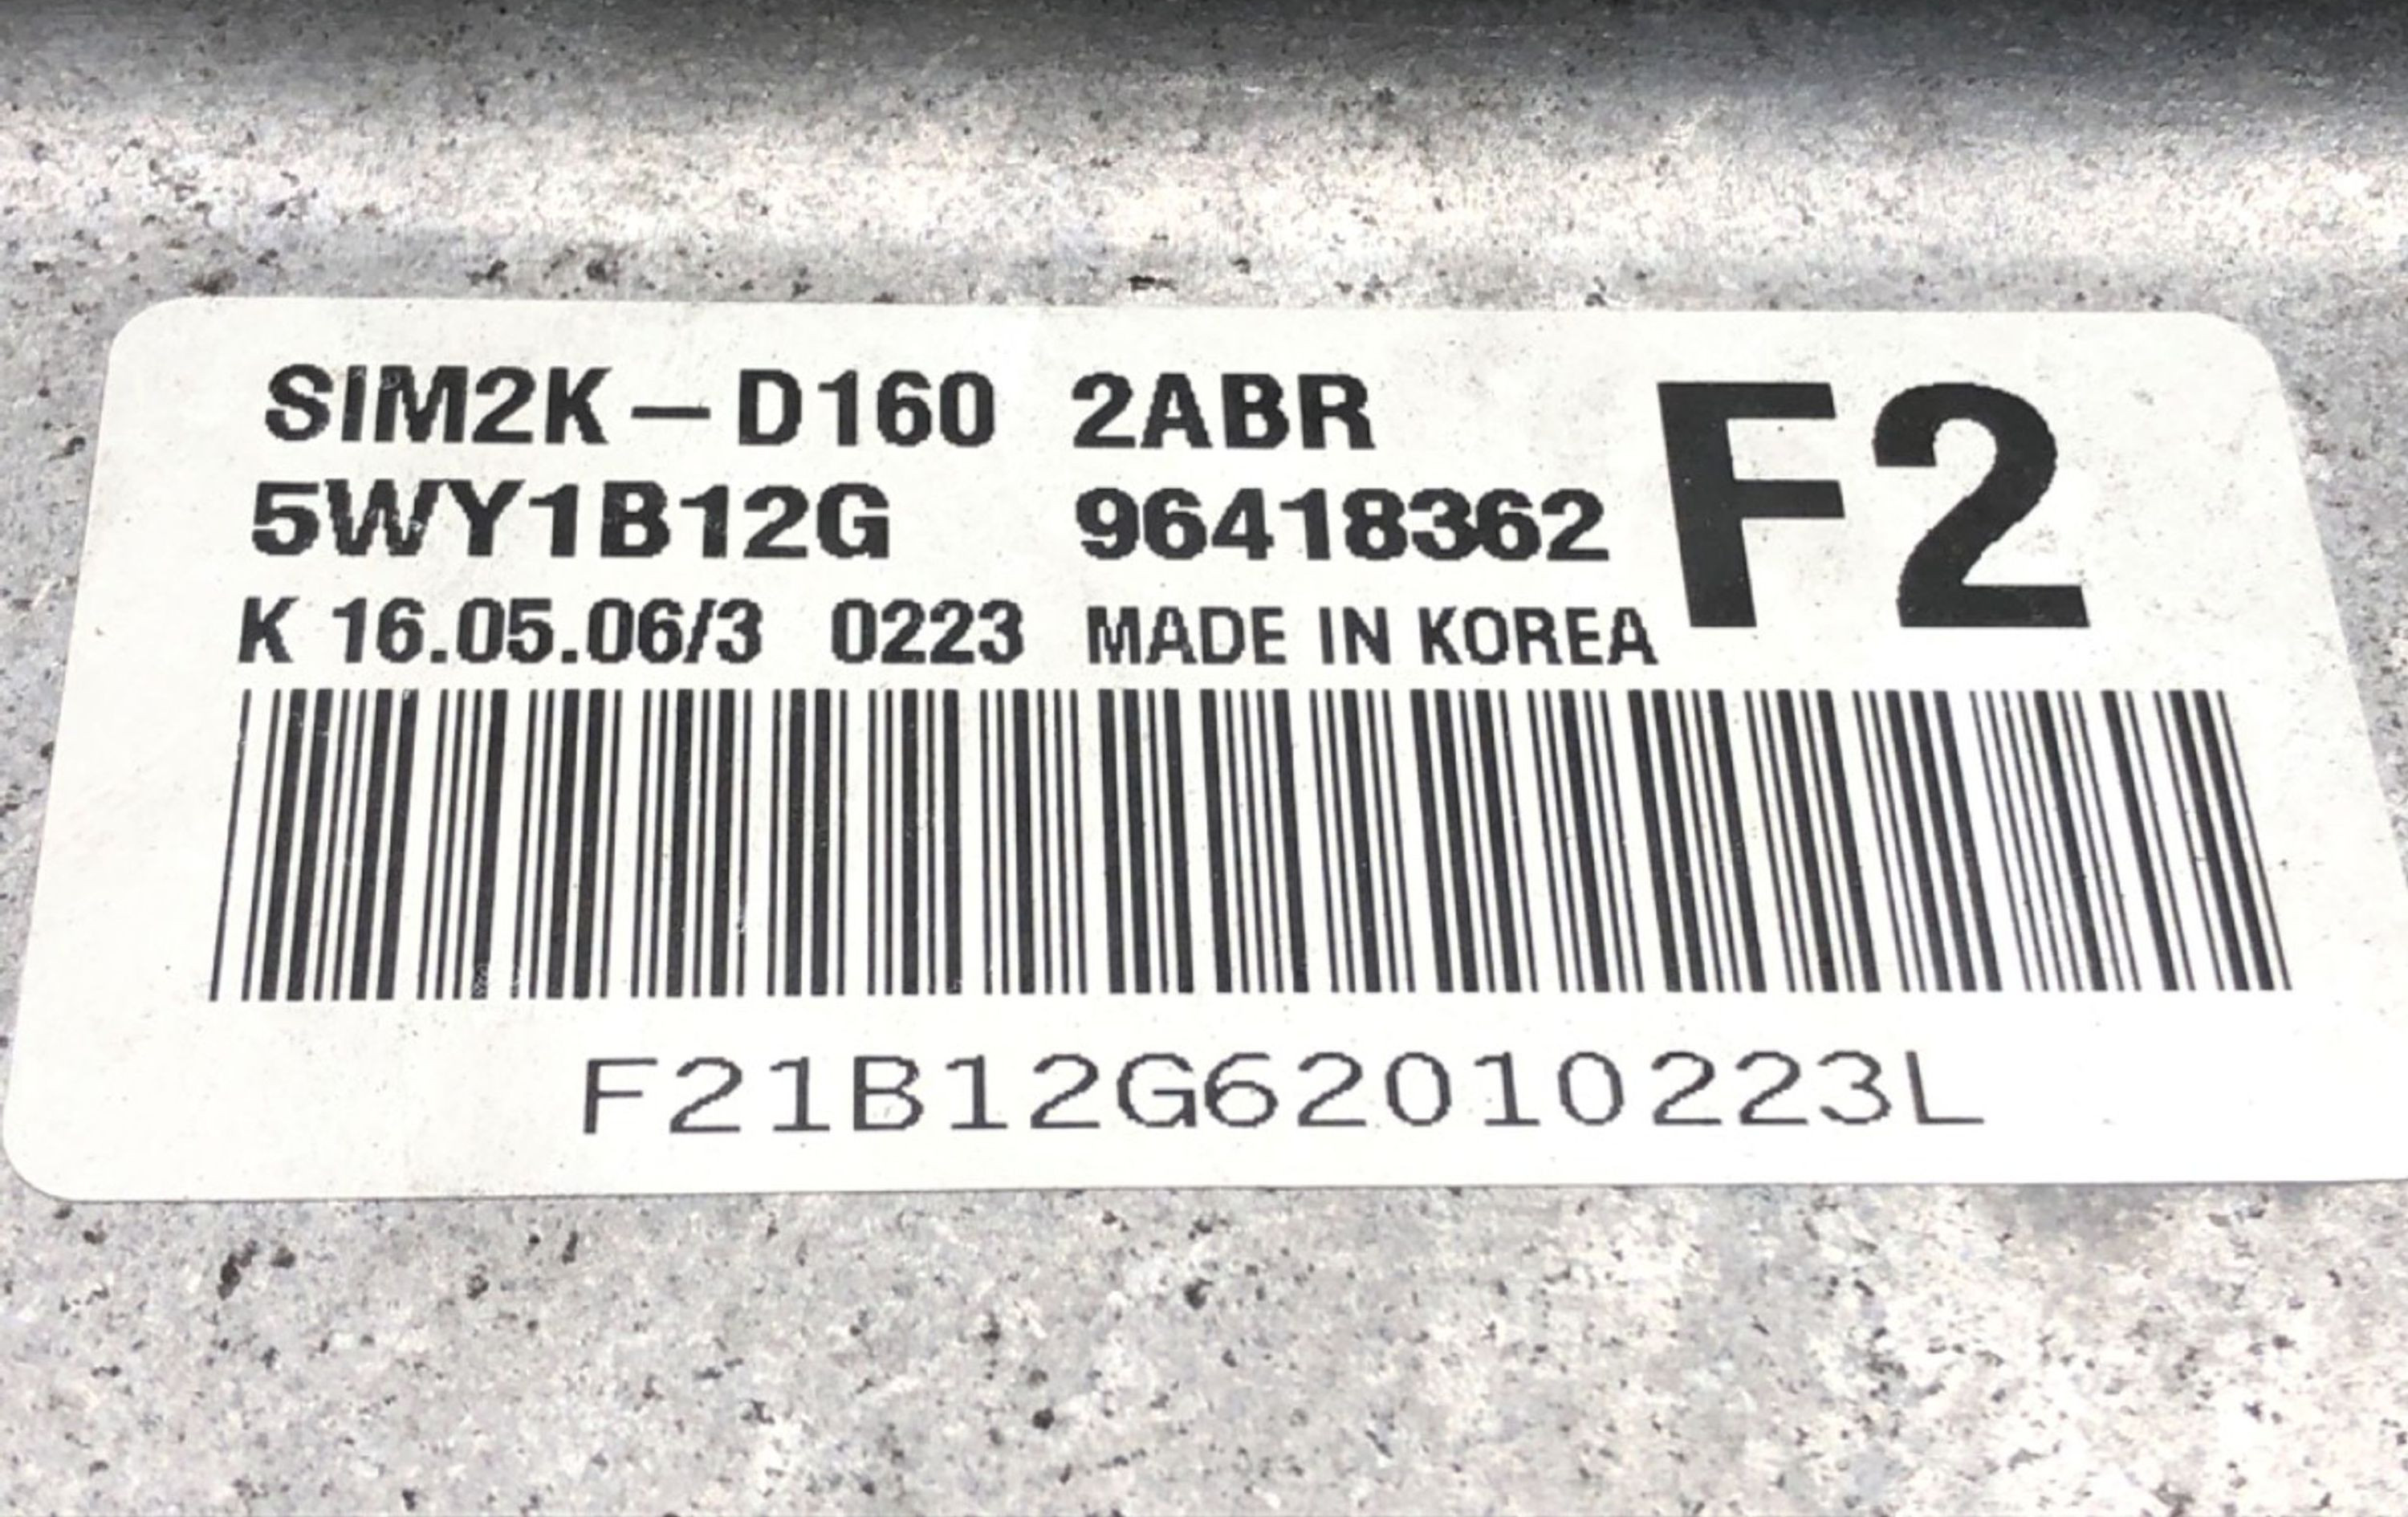 SIM2K-D160 2ABR F2
5WY1B12G 96418362
K 16.05.06/3 0223 MADE IN KOREA
F21B12G62010223L